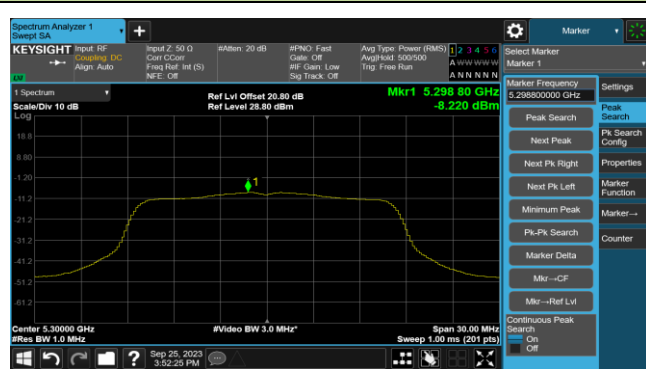 Spectrum Analyzer 1
Swept SA
Marker
KEYSIGHT
Input: RF
Coupling: DC
Align: Auto
Input Z: 50 Ω
Corr CCorr
Freq Ref: Int (S)
NFE: Off
#Atten: 20 dB
#PNO: Fast
Gate: Off
#IF Gain: Low
Sig Track: Off
Avg Type: Power (RMS)
Avg|Hold: 500/500
Trig: Free Run
1 2 3 4 5 6
A W W W W W
A N N N N N
Select Marker
Marker 1
1 Spectrum
Scale/Div 10 dB
Log
Ref Lvl Offset 20.80 dB
Ref Level 28.80 dBm
Mkr1 5.298 80 GHz
-8.220 dBm
18.8
8.80
-1.20
-11.2
-21.2
-31.2
-41.2
-51.2
-61.2
1
Center 5.30000 GHz
#Res BW 1.0 MHz
#Video BW 3.0 MHz*
Span 30.00 MHz
Sweep 1.00 ms (201 pts)
Marker Frequency
5.298800000 GHz
Peak Search
Next Peak
Next Pk Right
Next Pk Left
Minimum Peak
Pk-Pk Search
Marker Delta
Mkr→CF
Mkr→Ref Lvl
Continuous Peak
Search
On
Off
Settings
Peak
Search
Pk Search
Config
Properties
Marker
Function
Marker→
Counter
?
Sep 25, 2023
3:52:25 PM